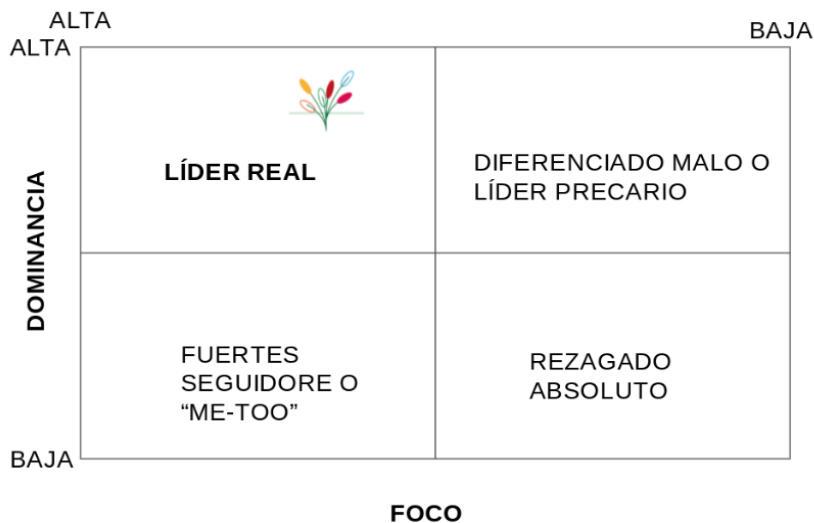 ALTA
BAJA
ALTA
DOMINANCIA
LÍDER REAL
DIFERENCIADO MALO O
LÍDER PRECARIO
FUERTES
SEGUIDORE O
“ME-TOO”
REZAGADO
ABSOLUTO
BAJA
FOCO